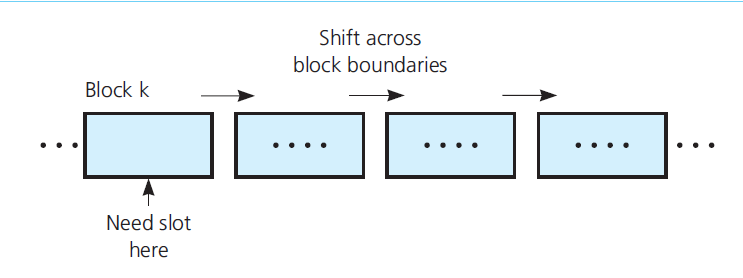 Shift across
block boundaries
Block k
Need slot
here